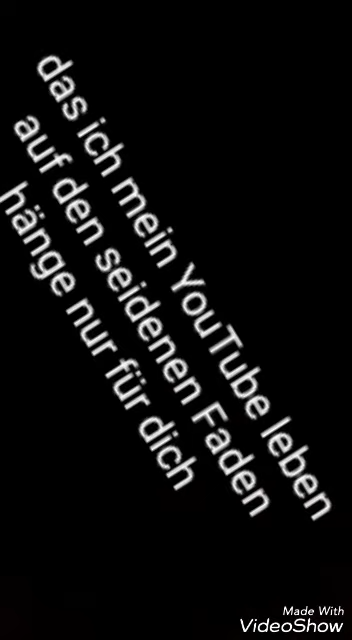 das ich mein YouTube leben
auf den seidenen Faden
hänge nur für dich
Made With
VideoShow